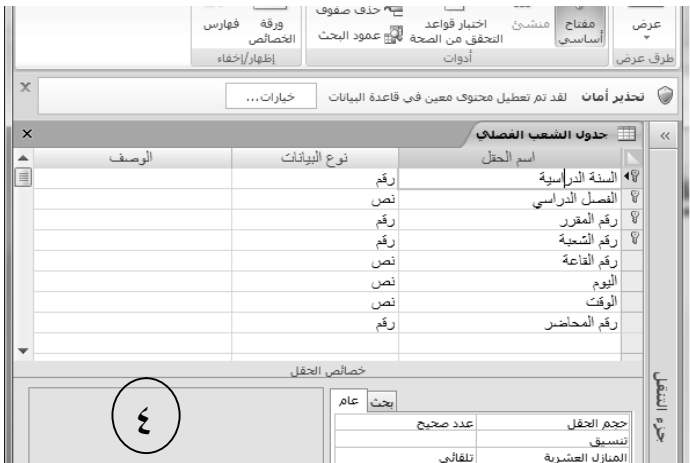 حذف صفوف
عرض
مفتاح أساسي
منشئ
اختبار قواعد التحقق من الصحة
عمود البحث
ورقة الخصائص
فهارس
طرق عرض
أدوات
إظهار/إخفاء
تحذير أمان لقد تم تعطيل محتوى معين في قاعدة البيانات
خيارات...
جدول الشعب الفصلي
اسم الحقل نوع البيانات الوصف
السنة الدراسية رقم
الفصل الدراسي نص
رقم المقرر رقم
رقم الشعبة رقم
رقم القاعة نص
اليوم نص
الوقت نص
رقم المحاضر رقم
خصائص الحقل
جزء التنقل
عام بحث
حجم الحقل عدد صحيح
تنسيق
المنازل العشرية تلقائي
٤